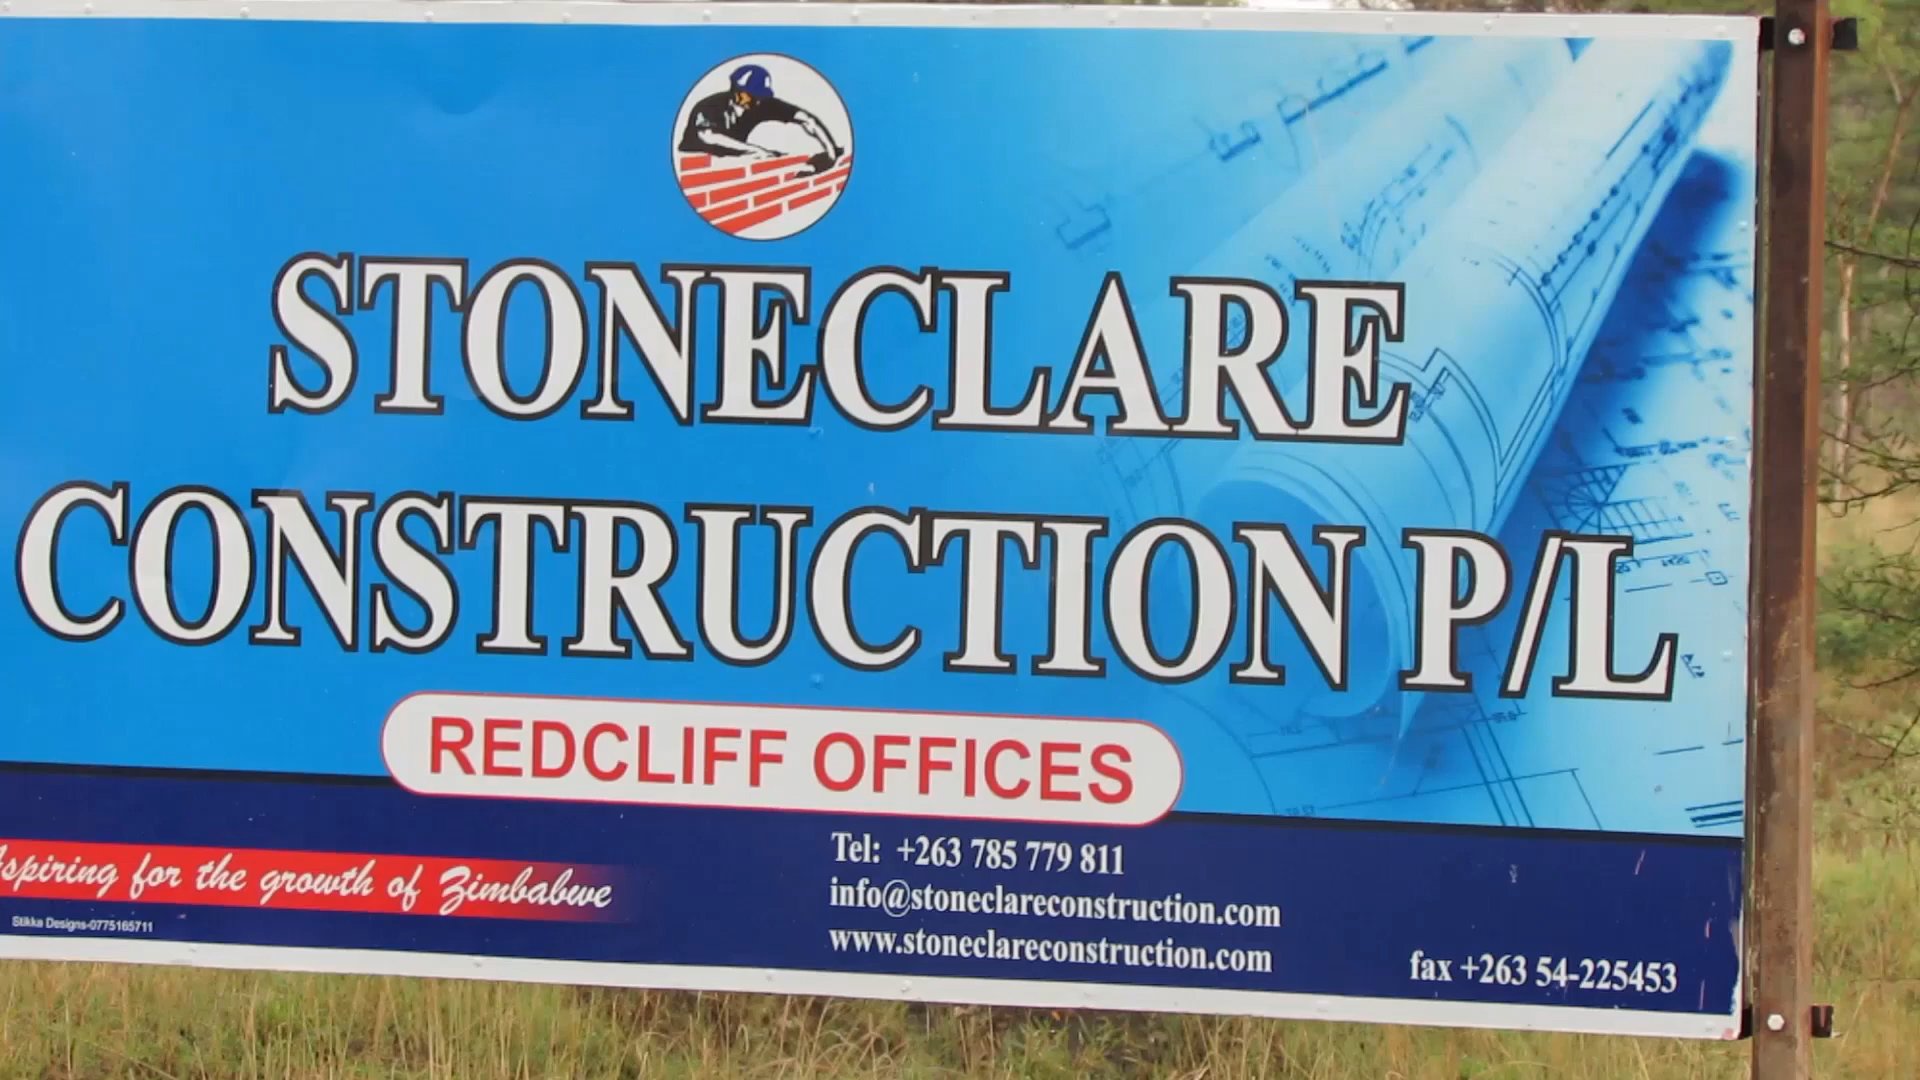 STONECLARE
CONSTRUCTION P/L
REDCLIFF OFFICES
Aspiring for the growth of Zimbabwe
Stikka Designs-0775165711
Tel: +263 785 779 811
info@stoneclareconstruction.com
www.stoneclareconstruction.com
fax +263 54-225453